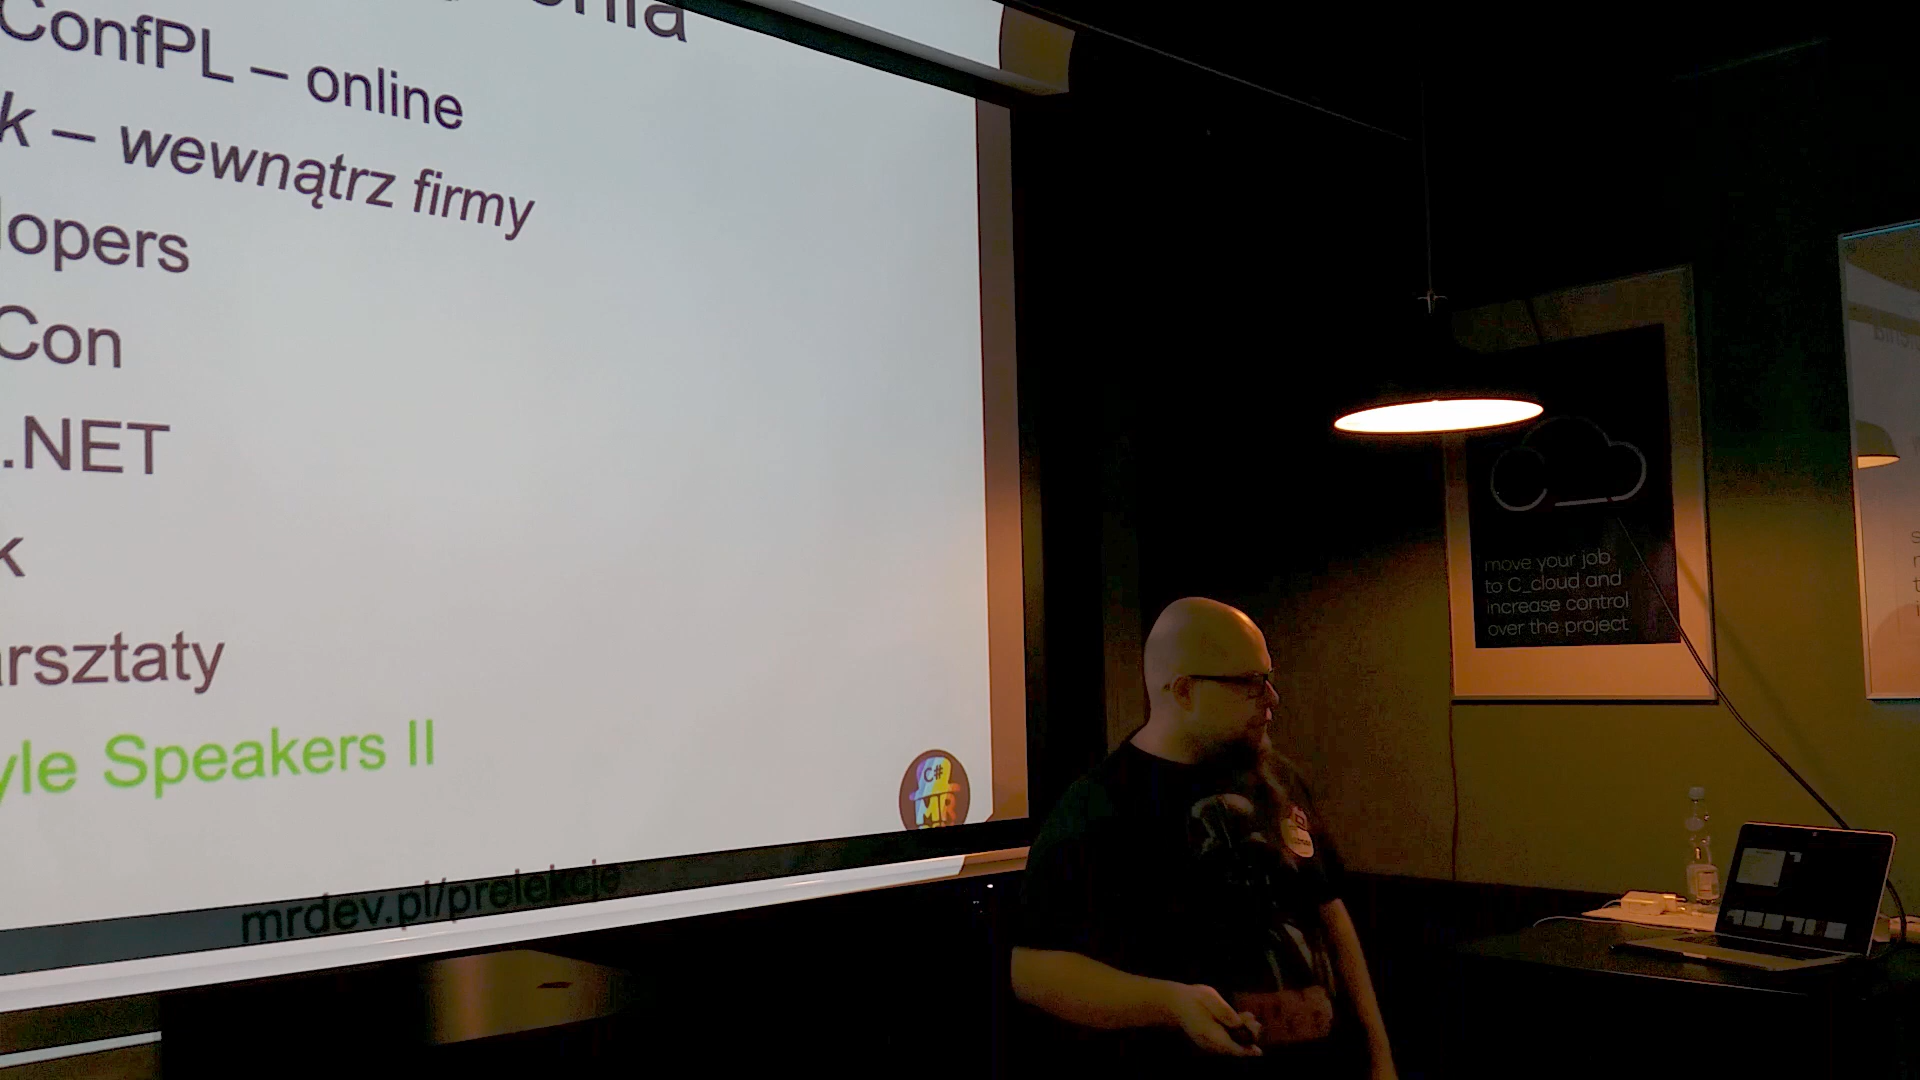 ConfPL – online
k – wewnątrz firmy
lopers
Con
.NET
k
arsztaty
yle Speakers II
C#
MR
mrdev.pl/prelekcje
move your job
to C_cloud and
increase control
over the project